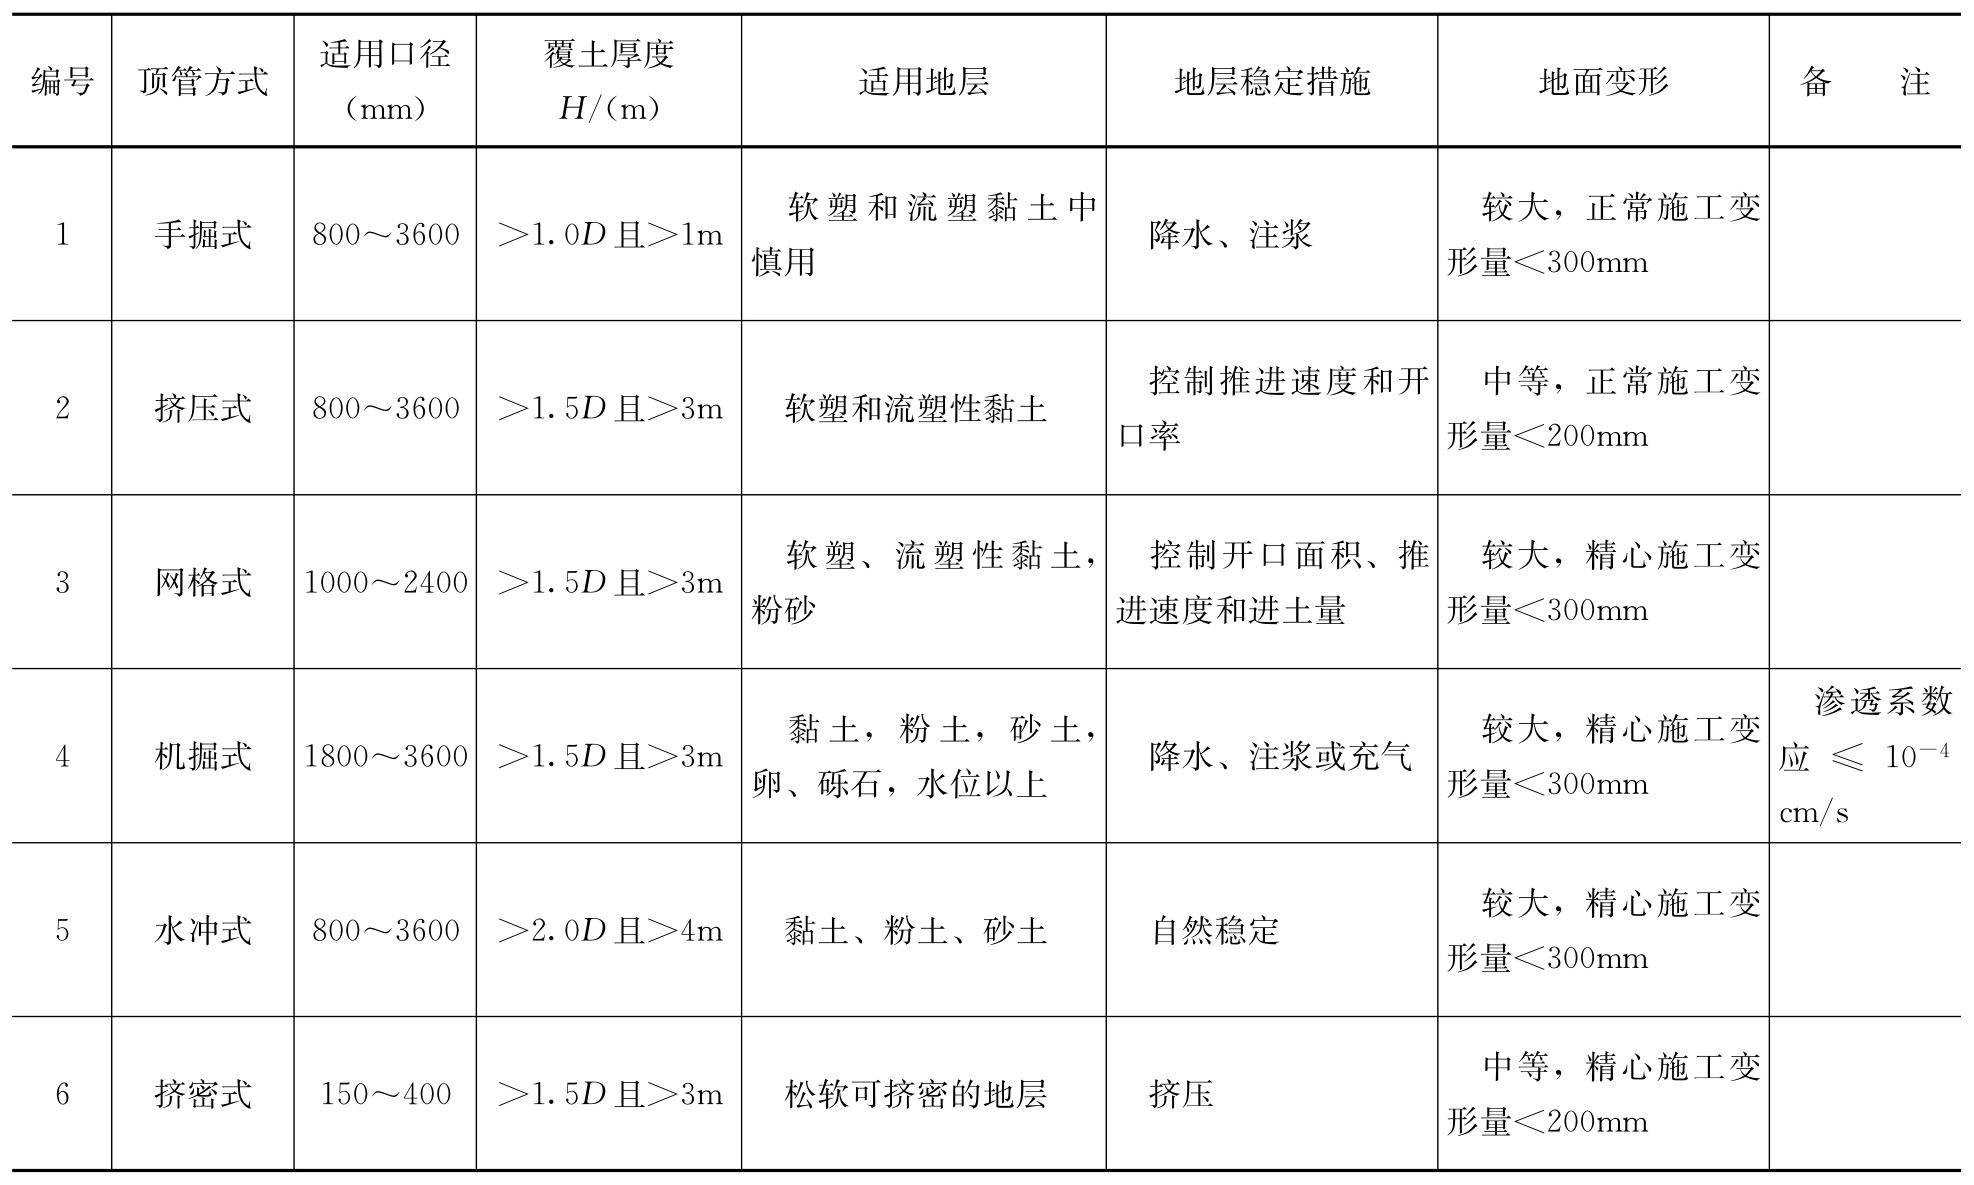 编号 顶管方式 适用口径 (mm) 覆土厚度 H/(m) 适用地层 地层稳定措施 地面变形 备 注
1 手掘式 800～3600 >1.0D且>1m 软塑和流塑黏土中 慎用 降水、注浆 较大，正常施工变 形量<300mm
2 挤压式 800～3600 >1.5D且>3m 软塑和流塑性黏土 控制推进速度和开 口率 中等，正常施工变 形量<200mm
3 网格式 1000～2400 >1.5D且>3m 软塑、流塑性黏土， 粉砂 控制开口面积、推 进速度和进土量 较大，精心施工变 形量<300mm
4 机掘式 1800～3600 >1.5D且>3m 黏土，粉土，砂土， 卵、砾石，水位以上 降水、注浆或充气 较大，精心施工变 形量<300mm 渗透系数 应≤10⁻⁴ cm/s
5 水冲式 800～3600 >2.0D且>4m 黏土、粉土、砂土 自然稳定 较大，精心施工变 形量<300mm
6 挤密式 150～400 >1.5D且>3m 松软可挤密的地层 挤压 中等，精心施工变 形量<200mm